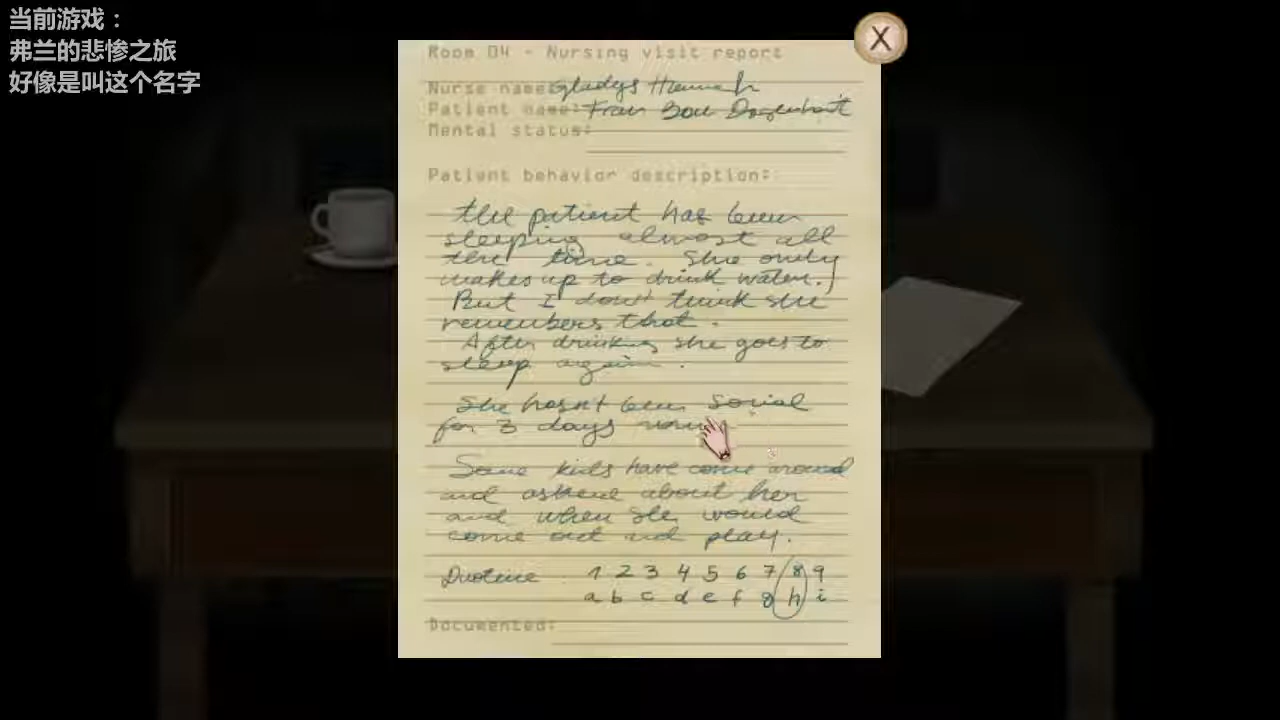 当前游戏：
弗兰的悲惨之旅
好像是叫这个名字
X
Room 04 - Nursing visit report
Nurse name: Gladys Hannah
Patient name: Fran Bow Dagenhart
Mental status:
Patient behavior description:
the patient has been
sleeping almost all
the time. She only
wakes up to drink water.)
But I don't think she
remembers that.
After drinking she goes to
sleep again.
She hasn't been social
for 3 days now
Some kids have come around
and asked about her
and when she would
come out and play.
Duotine 1 2 3 4 5 6 7 8 9
a b c d e f g h i
Documented: